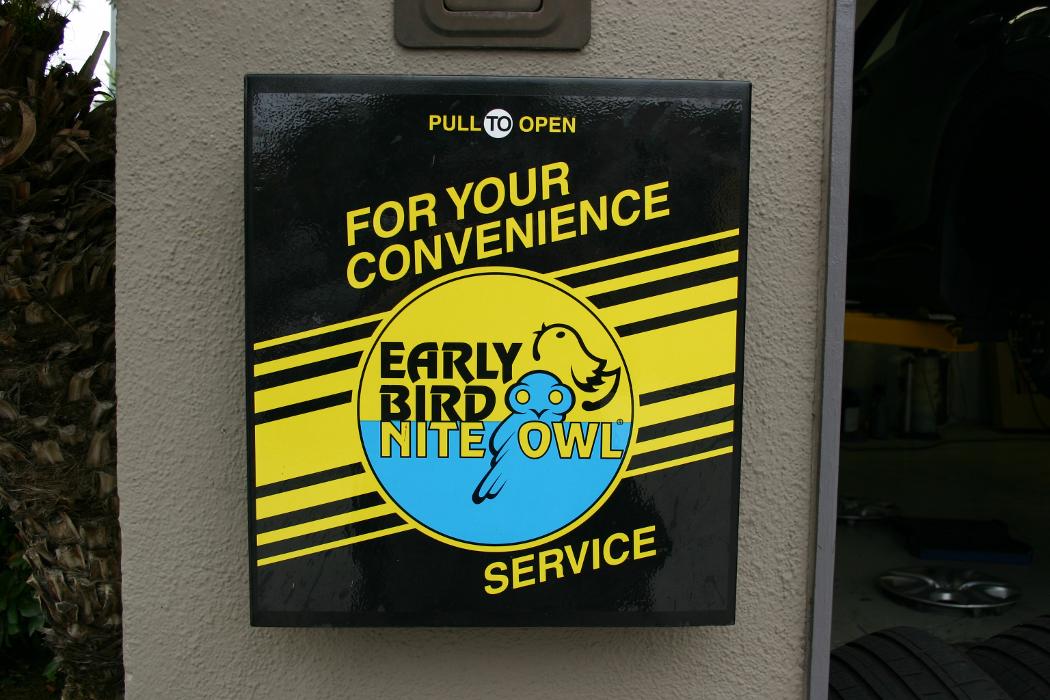 PULL TO OPEN
FOR YOUR
CONVENIENCE
EARLY
BIRD
NITE OWL®
SERVICE